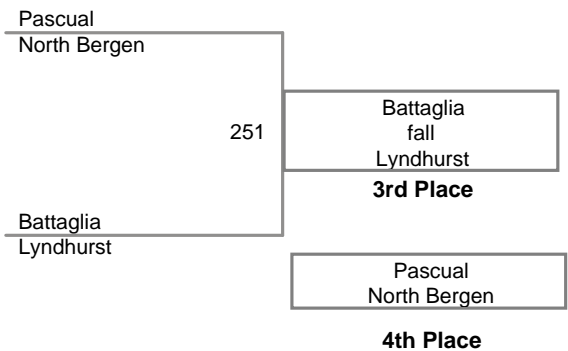 Pascual
North Bergen
251
Battaglia
fall
Lyndhurst
3rd Place
Battaglia
Lyndhurst
Pascual
North Bergen
4th Place